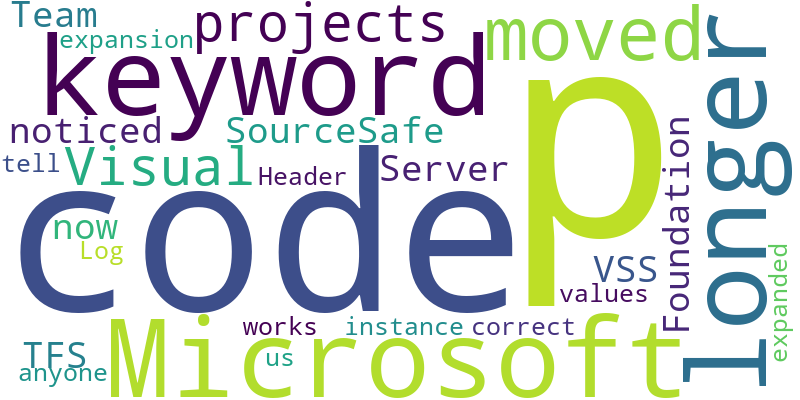 Team
projects
moved
expansion
keyword
p
longer
noticed
SourceSafe
tell
Visual
Header
Server
Foundation
code
now
Log
VSS
values
expanded
Microsoft
works
instance
correct
TFS
us
anyone